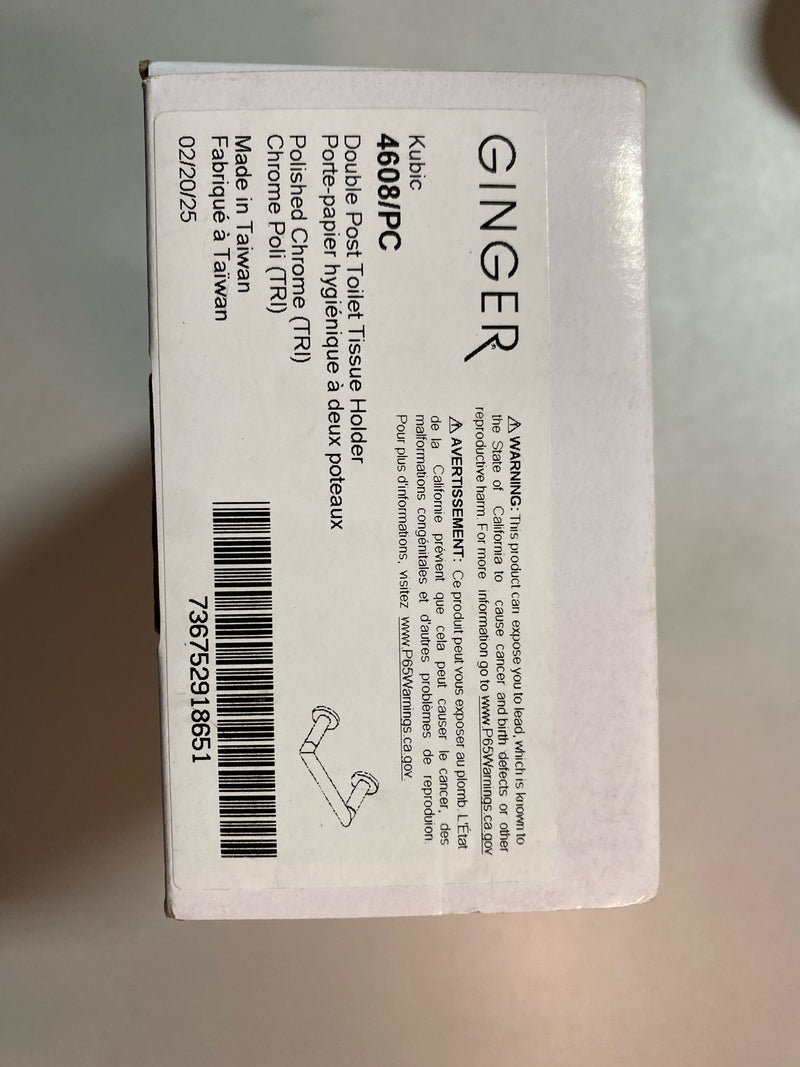 GINGER®
Kubic
4608/PC
Double Post Toilet Tissue Holder
Porte-papier hygiénique à deux poteaux
Polished Chrome (TRI)
Chrome Poli (TRI)
Made in Taiwan
Fabriqué à Taïwan
02/20/25
⚠ WARNING: This product can expose you to lead, which is known to
the State of California to cause cancer and birth defects or other
reproductive harm. For more information go to www.P65Warnings.ca.gov
⚠ AVERTISSEMENT: Ce produit peut vous exposer au plomb. L'État
de la Californie prévient que cela peut causer le cancer, des
malformations congénitales et d'autres problèmes de reproduion.
Pour plus d'informations, visitez www.P65Warnings.ca.gov.
736752918651